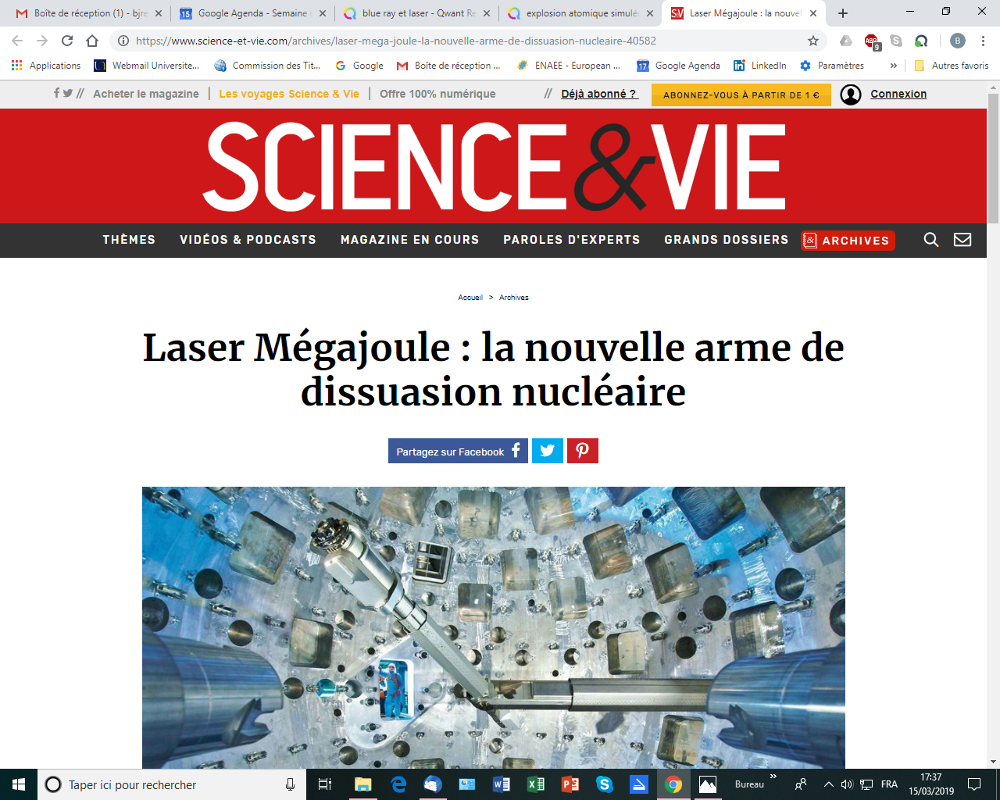 Boîte de réception (1) - bjre
Google Agenda - Semaine
blue ray et laser - Qwant Re
explosion atomique simulé
Laser Mégajoule : la nouvel
https://www.science-et-vie.com/archives/laser-mega-joule-la-nouvelle-arme-de-dissuasion-nucleaire-40582
ABP
9
B
Applications
Webmail Universite...
Commission des Tit...
Google
Boîte de réception ...
ENAEE - European ...
17
Google Agenda
LinkedIn
Paramètres
»
Autres favoris
// Acheter le magazine | Les voyages Science & Vie | Offre 100% numérique // Déjà abonné ? ABONNEZ-VOUS À PARTIR DE 1 € Connexion
SCIENCE&VIE
THÈMES VIDÉOS & PODCASTS MAGAZINE EN COURS PAROLES D'EXPERTS GRANDS DOSSIERS & ARCHIVES
Accueil > Archives
Laser Mégajoule : la nouvelle arme de
dissuasion nucléaire
Partagez sur Facebook
Taper ici pour rechercher
Bureau »
FRA
17:37
15/03/2019